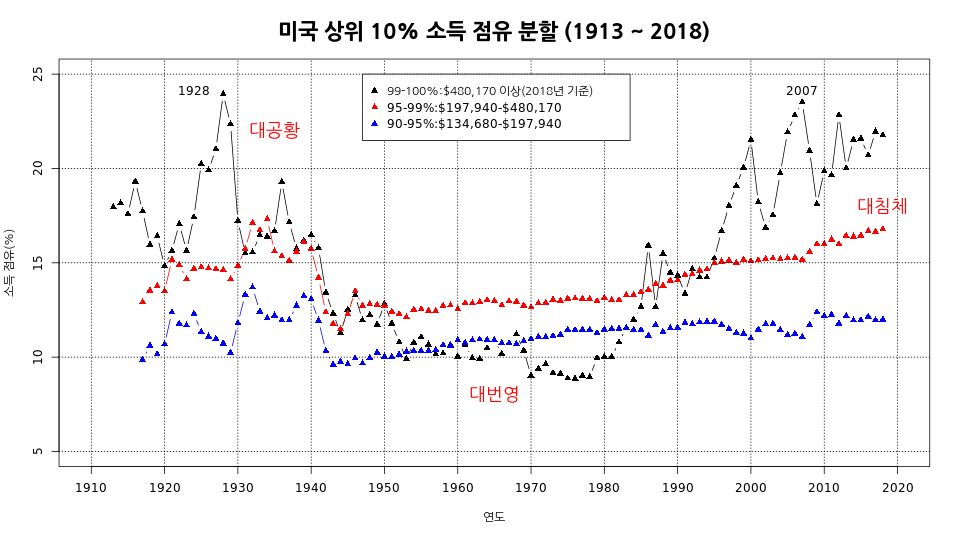 미국 상위 10% 소득 점유 분할 (1913 ~ 2018)
99-100%:$480,170 이상(2018년 기준)
95-99%:$197,940-$480,170
90-95%:$134,680-$197,940
1928
2007
대공황
대침체
대번영
소득 점유(%)
25
20
15
10
5
1910 1920 1930 1940 1950 1960 1970 1980 1990 2000 2010 2020
연도